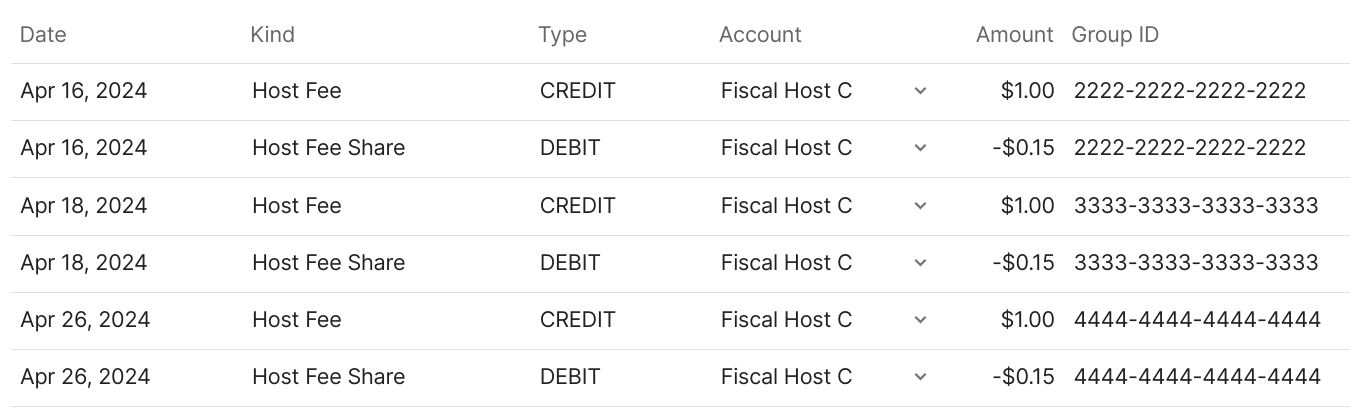 Date Kind Type Account Amount Group ID
Apr 16, 2024 Host Fee CREDIT Fiscal Host C $1.00 2222-2222-2222-2222
Apr 16, 2024 Host Fee Share DEBIT Fiscal Host C -$0.15 2222-2222-2222-2222
Apr 18, 2024 Host Fee CREDIT Fiscal Host C $1.00 3333-3333-3333-3333
Apr 18, 2024 Host Fee Share DEBIT Fiscal Host C -$0.15 3333-3333-3333-3333
Apr 26, 2024 Host Fee CREDIT Fiscal Host C $1.00 4444-4444-4444-4444
Apr 26, 2024 Host Fee Share DEBIT Fiscal Host C -$0.15 4444-4444-4444-4444